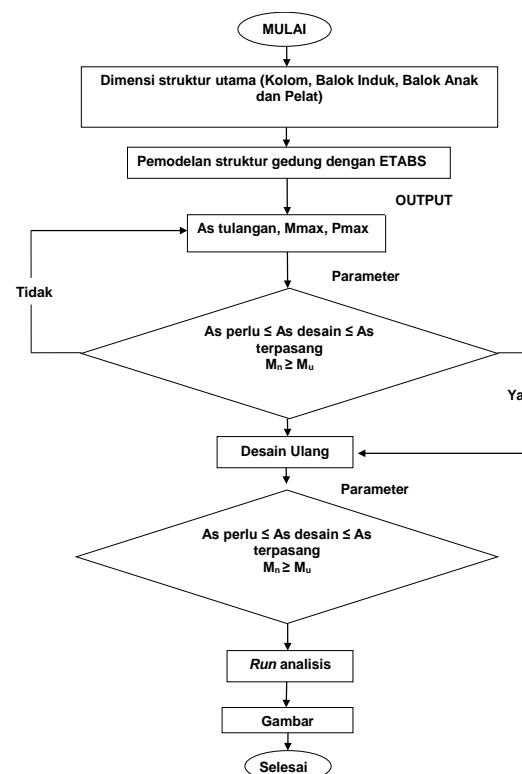 MULAI
Dimensi struktur utama (Kolom, Balok Induk, Balok Anak
dan Pelat)
Pemodelan struktur gedung dengan ETABS
OUTPUT
As tulangan, Mmax, Pmax
Parameter
Tidak
As perlu ≤ As desain ≤ As
terpasang
Mn ≥ Mu
Ya
Desain Ulang
Parameter
As perlu ≤ As desain ≤ As
terpasang
Mn ≥ Mu
Run analisis
Gambar
Selesai